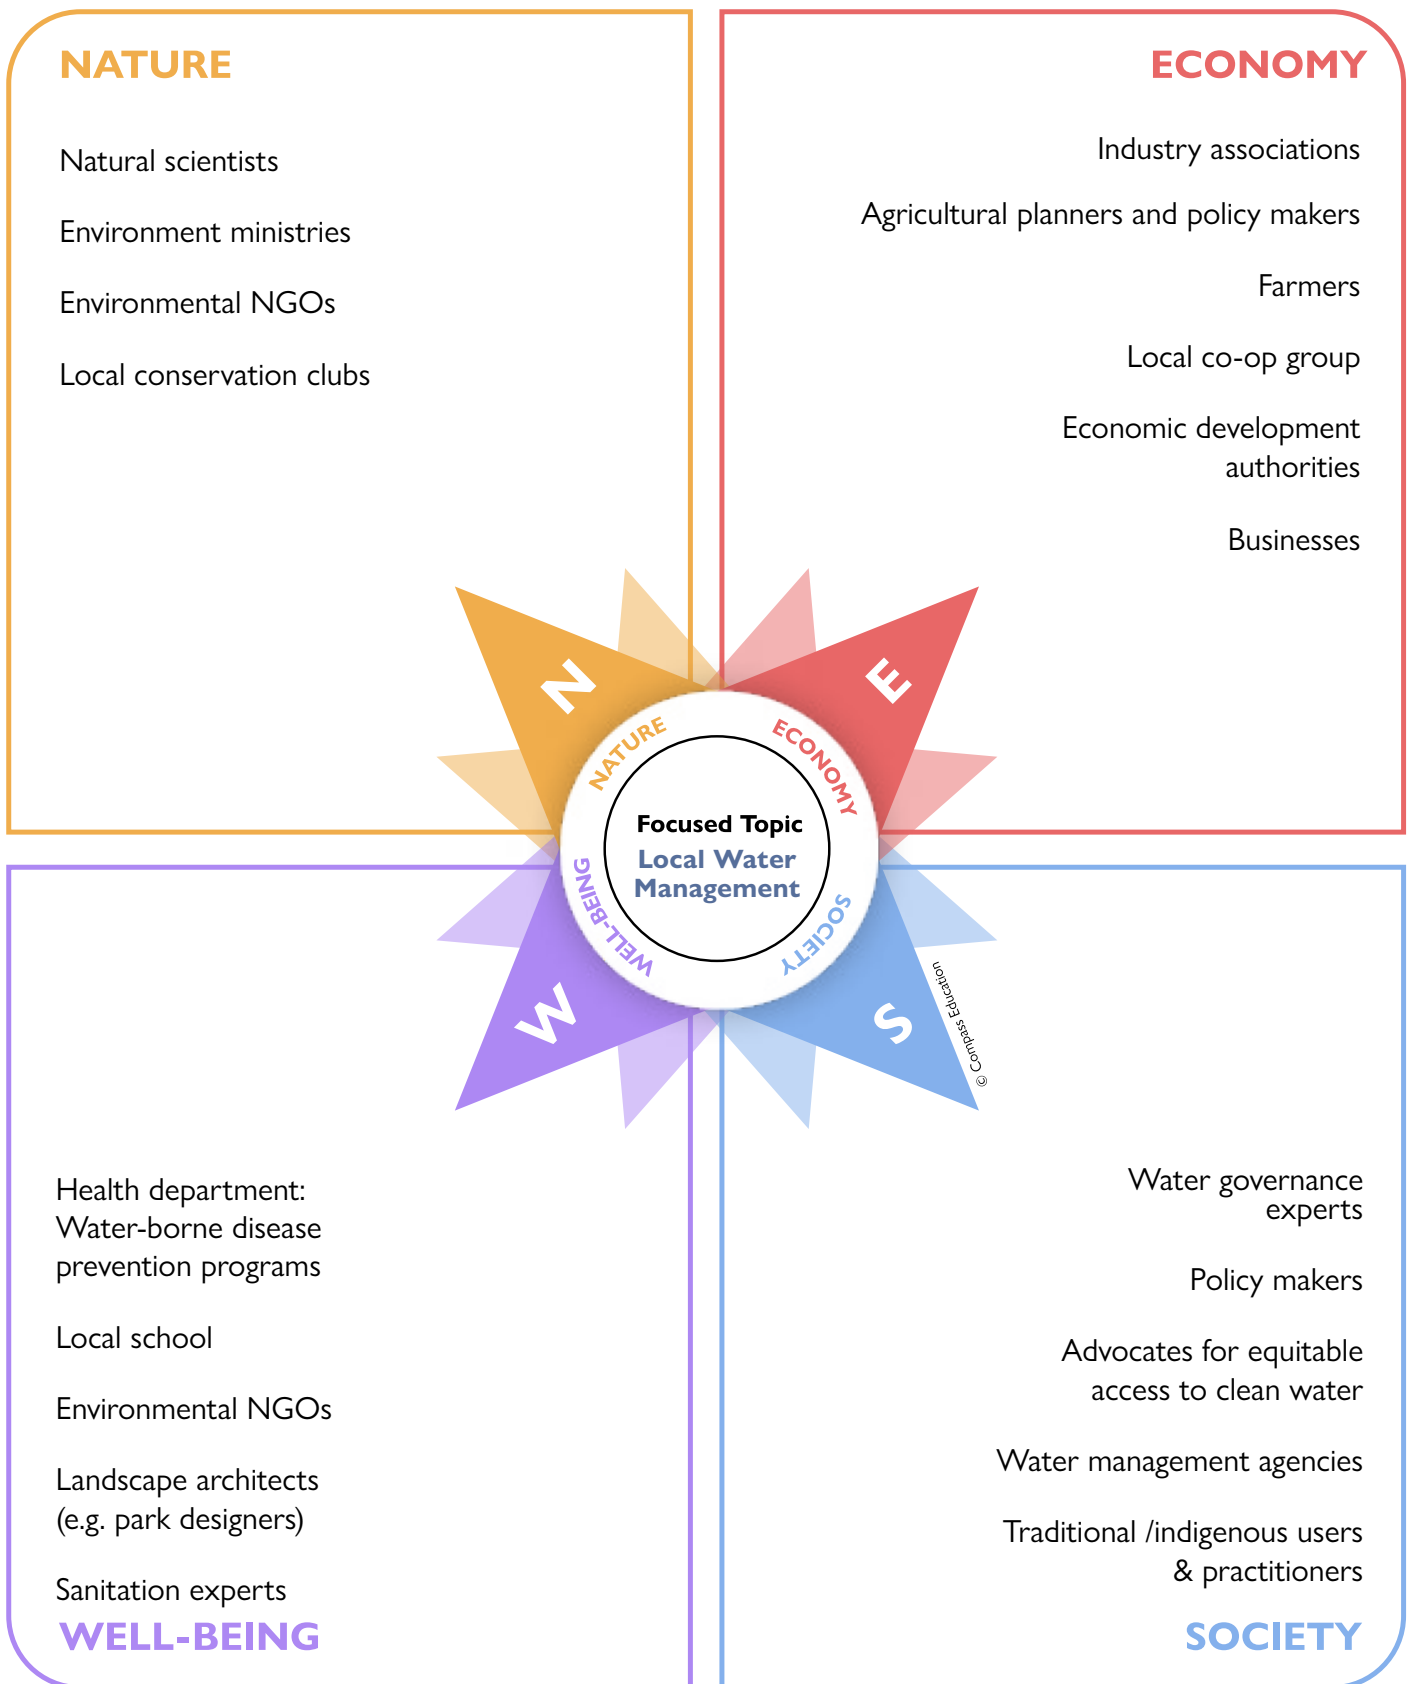 NATURE
Natural scientists
Environment ministries
Environmental NGOs
Local conservation clubs
ECONOMY
Industry associations
Agricultural planners and policy makers
Farmers
Local co-op group
Economic development
authorities
Businesses
N
E
NATURE
ECONOMY
Focused Topic
Local Water
Management
WELL-BEING
SOCIETY
W
S
© Compass Education
Health department:
Water-borne disease
prevention programs
Local school
Environmental NGOs
Landscape architects
(e.g. park designers)
Sanitation experts
WELL-BEING
Water governance
experts
Policy makers
Advocates for equitable
access to clean water
Water management agencies
Traditional /indigenous users
& practitioners
SOCIETY